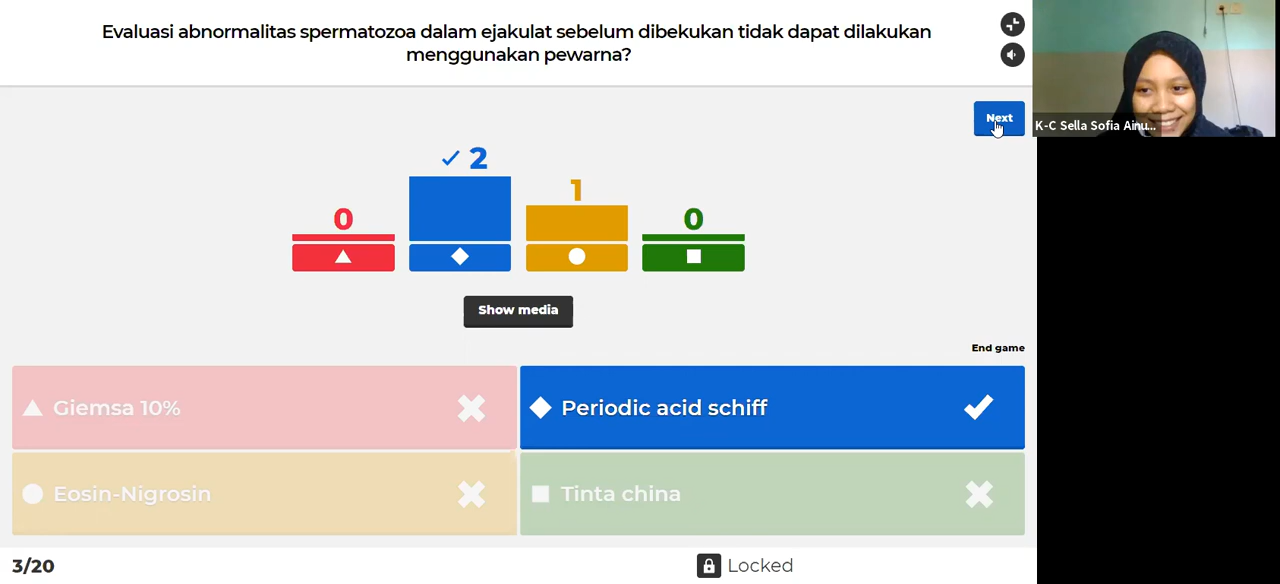 Evaluasi abnormalitas spermatozoa dalam ejakulat sebelum dibekukan tidak dapat dilakukan
menggunakan pewarna?
Next
K-C Sella Sofia Ainu...
0
2
1
0
Show media
End game
Giemsa 10%
Periodic acid schiff
Eosin-Nigrosin
Tinta china
3/20
Locked